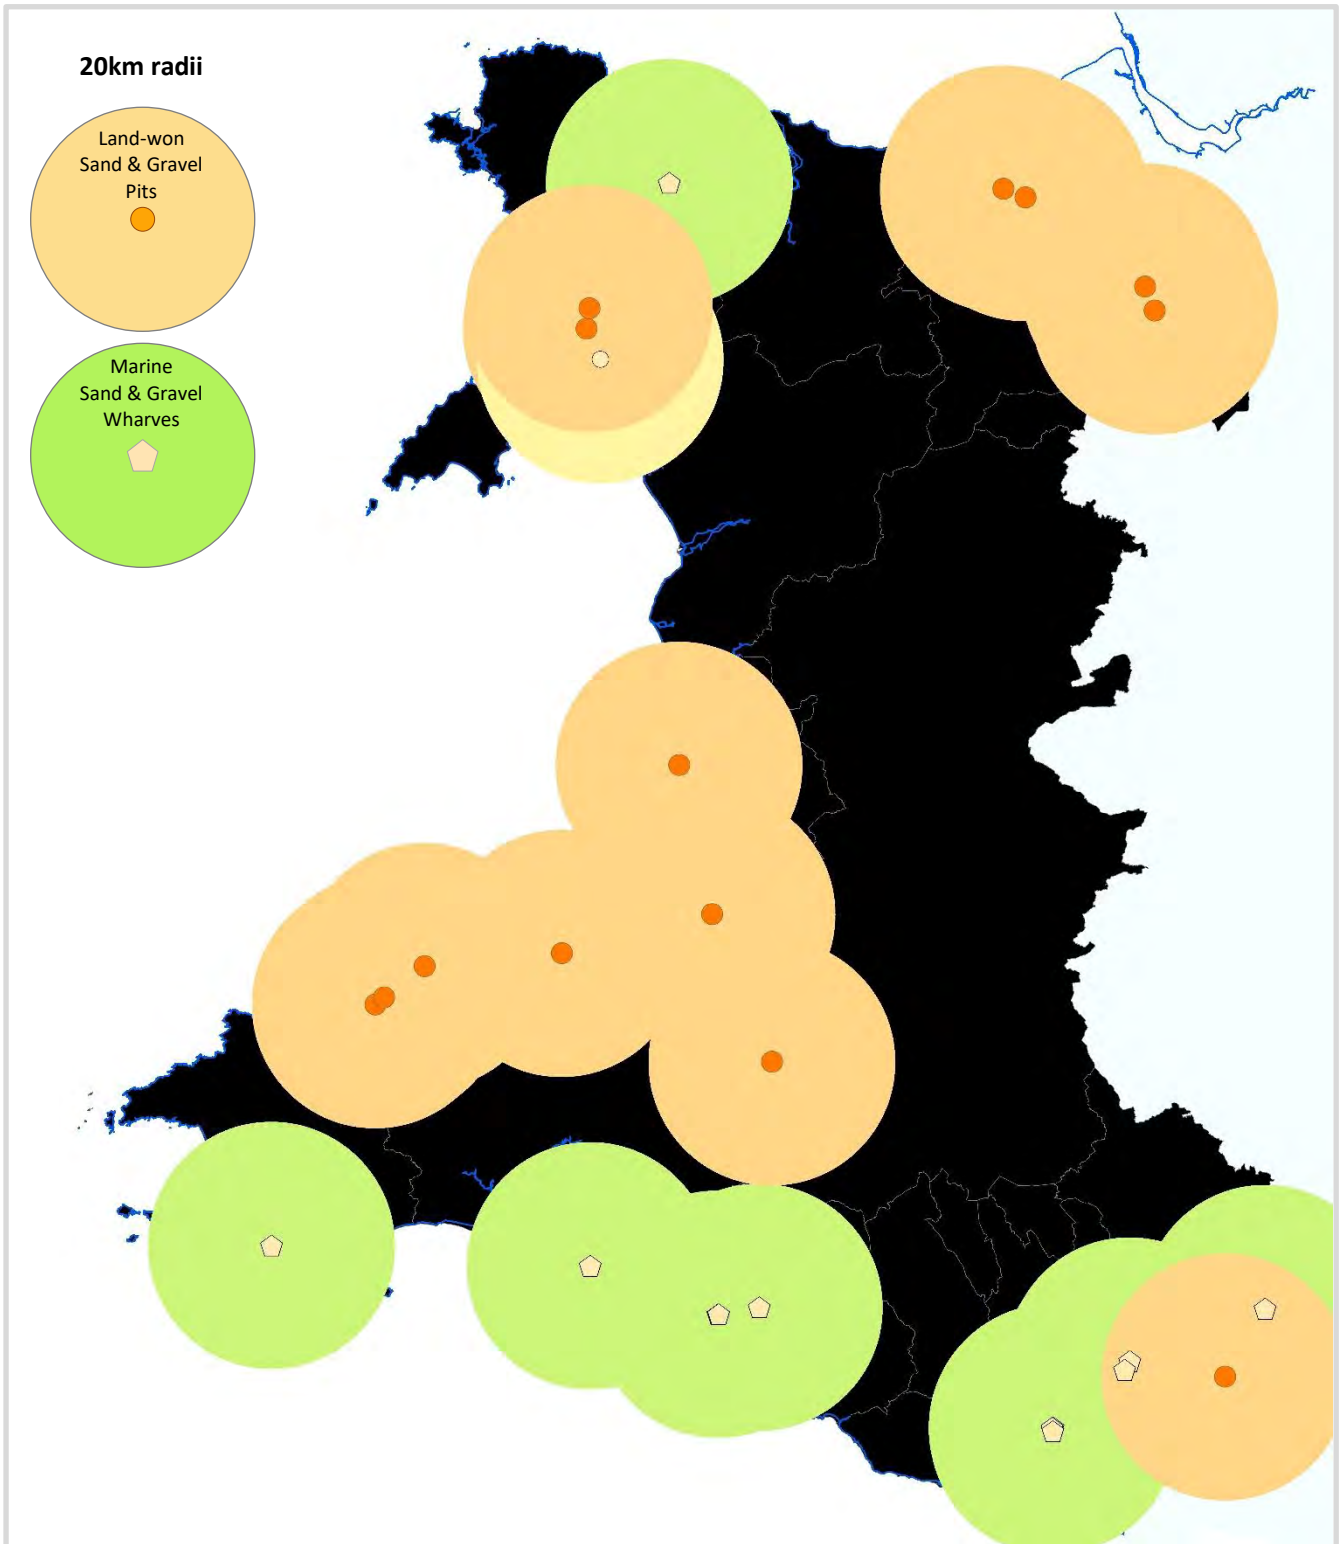 20km radii
Land-won
Sand & Gravel
Pits
Marine
Sand & Gravel
Wharves